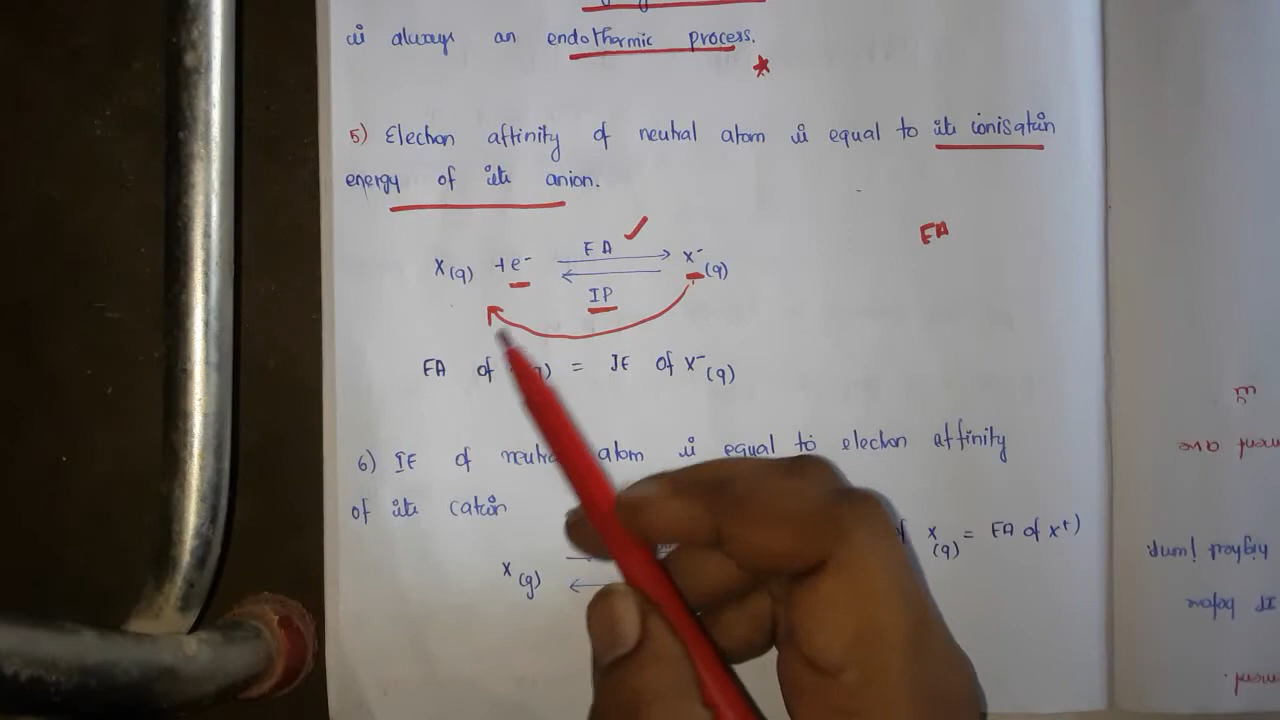 is always an endothermic process.
5) Electron affinity of neutral atom is equal to its ionisation
energy of its anion.
EA
X(g) + e- EA X-(g)
IP
EA of = IE of X-(g)
6) IE of neutral atom is equal to electron affinity
of its cation
X(g) = EA of X+)
X(g)